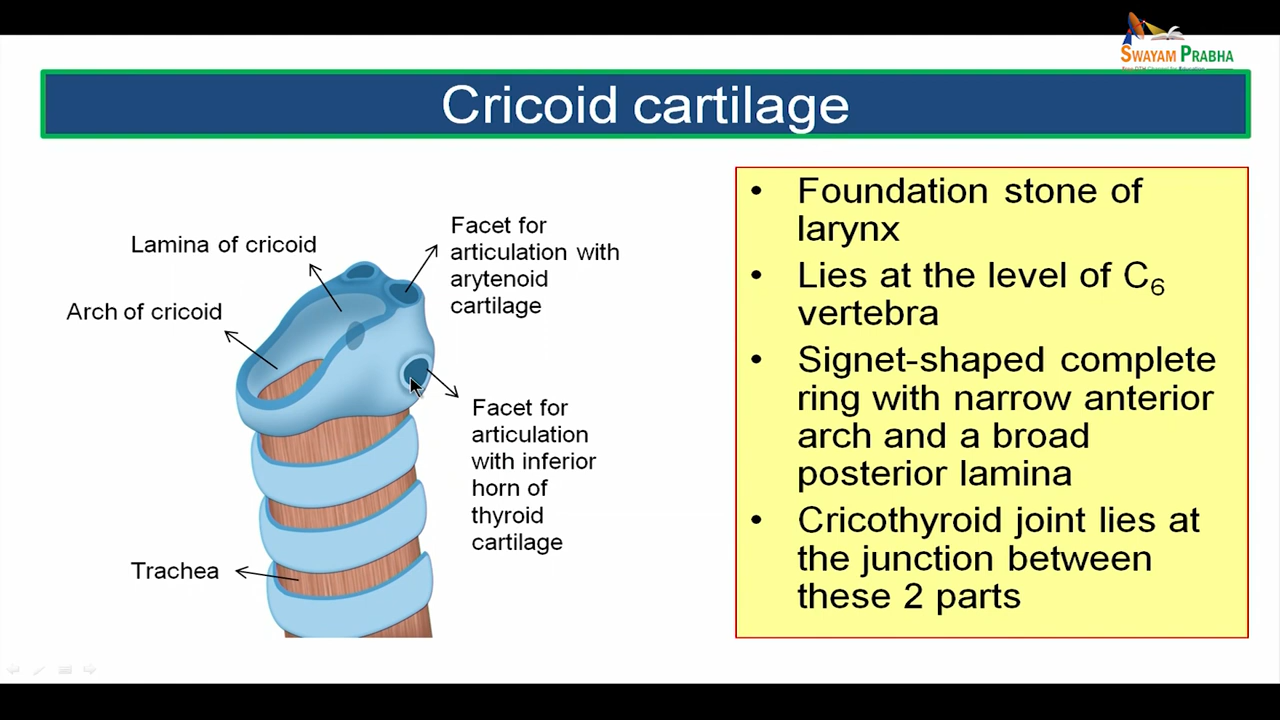 SWAYAM PRABHA
Cricoid cartilage
Lamina of cricoid
Arch of cricoid
Facet for
articulation with
arytenoid
cartilage
Facet for
articulation
with inferior
horn of
thyroid
cartilage
Trachea
• Foundation stone of
larynx
• Lies at the level of C₆
vertebra
• Signet-shaped complete
ring with narrow anterior
arch and a broad
posterior lamina
• Cricothyroid joint lies at
the junction between
these 2 parts